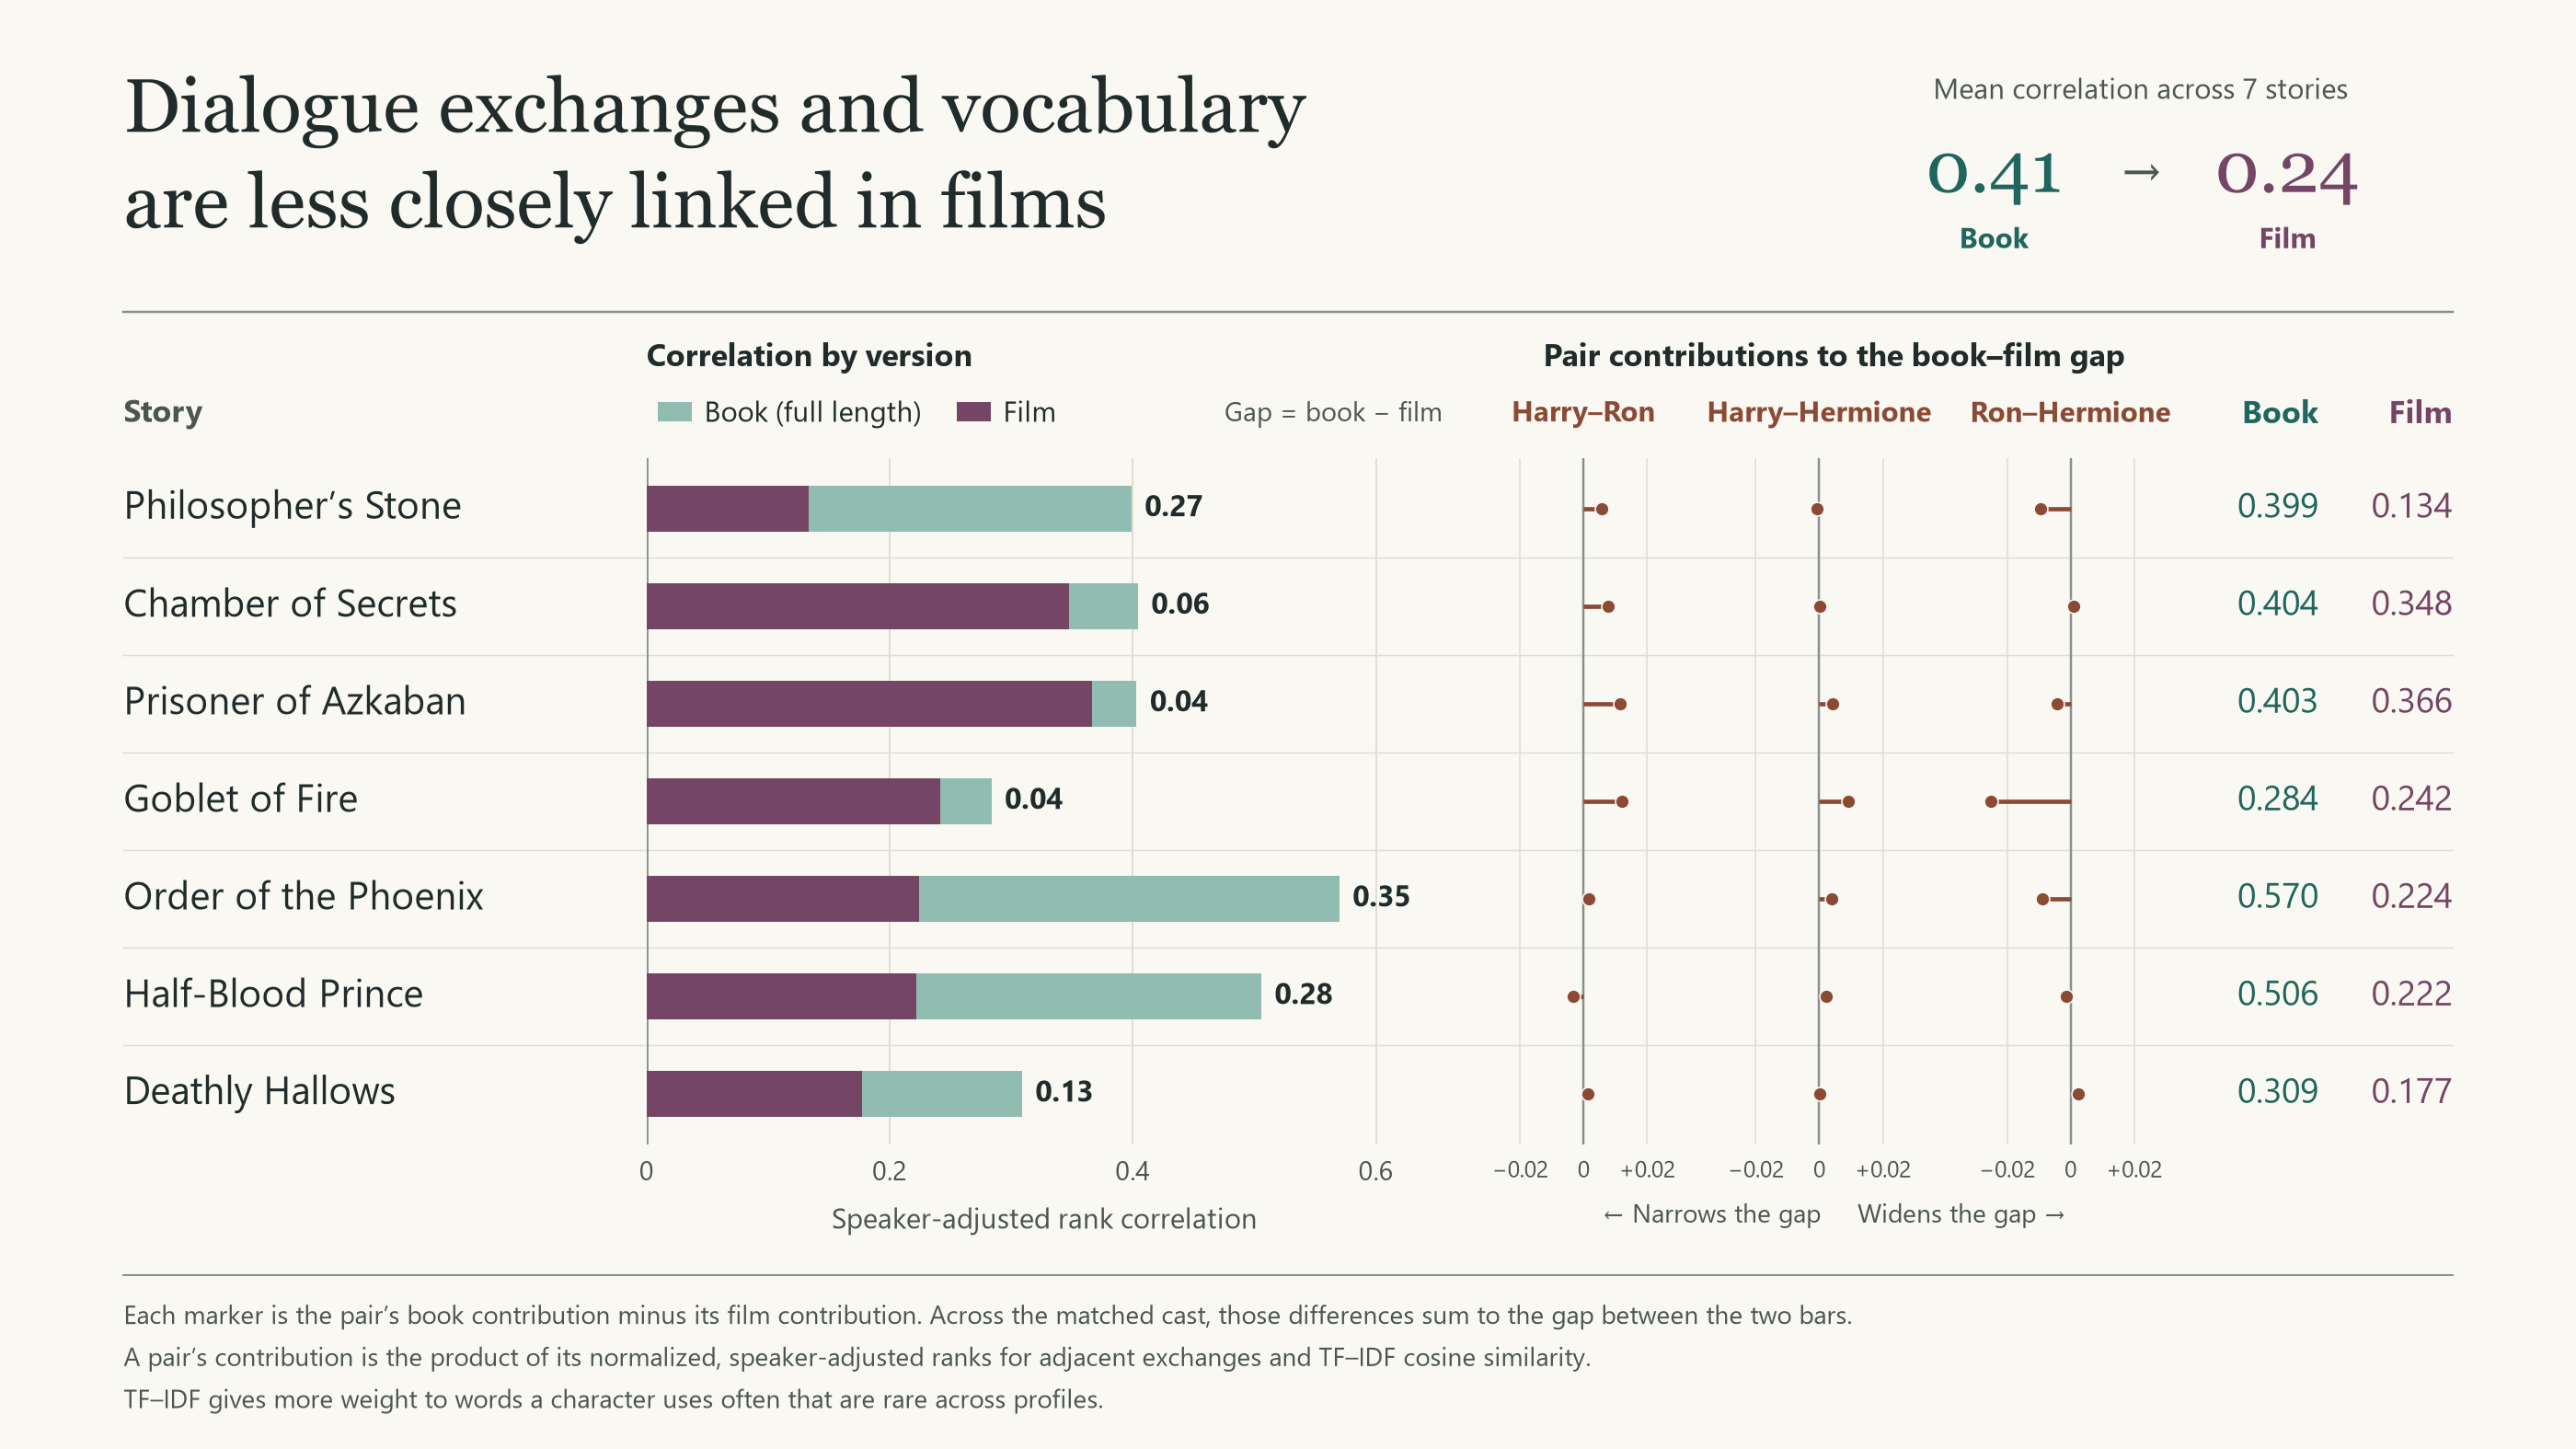 Dialogue exchanges and vocabulary
are less closely linked in films
Mean correlation across 7 stories
0.41 → 0.24
Book Film
Correlation by version
Pair contributions to the book–film gap
Story
Book (full length) Film Gap = book − film
Harry–Ron Harry–Hermione Ron–Hermione Book Film
Philosopher’s Stone 0.27 0.399 0.134
Chamber of Secrets 0.06 0.404 0.348
Prisoner of Azkaban 0.04 0.403 0.366
Goblet of Fire 0.04 0.284 0.242
Order of the Phoenix 0.35 0.570 0.224
Half-Blood Prince 0.28 0.506 0.222
Deathly Hallows 0.13 0.309 0.177
0 0.2 0.4 0.6 −0.02 0 +0.02 −0.02 0 +0.02 −0.02 0 +0.02
Speaker-adjusted rank correlation
← Narrows the gap Widens the gap →
Each marker is the pair’s book contribution minus its film contribution. Across the matched cast, those differences sum to the gap between the two bars.
A pair’s contribution is the product of its normalized, speaker-adjusted ranks for adjacent exchanges and TF–IDF cosine similarity.
TF–IDF gives more weight to words a character uses often that are rare across profiles.